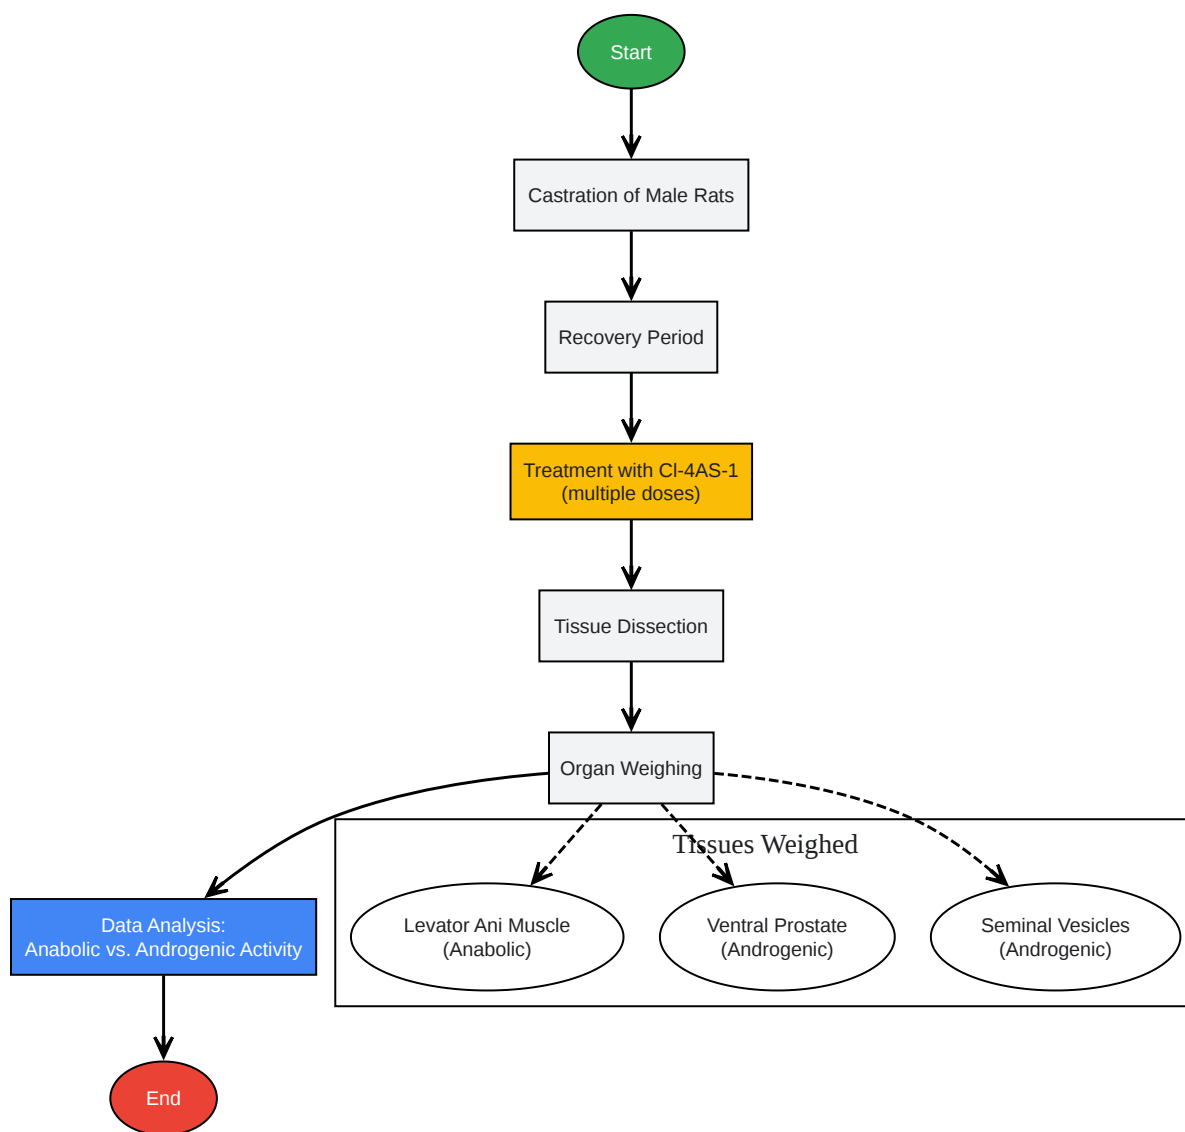 Start
Castration of Male Rats
Recovery Period
Treatment with Cl-4AS-1
(multiple doses)
Tissue Dissection
Organ Weighing
Tissues Weighed
Data Analysis:
Anabolic vs. Androgenic Activity
Levator Ani Muscle
(Anabolic)
Ventral Prostate
(Androgenic)
Seminal Vesicles
(Androgenic)
End